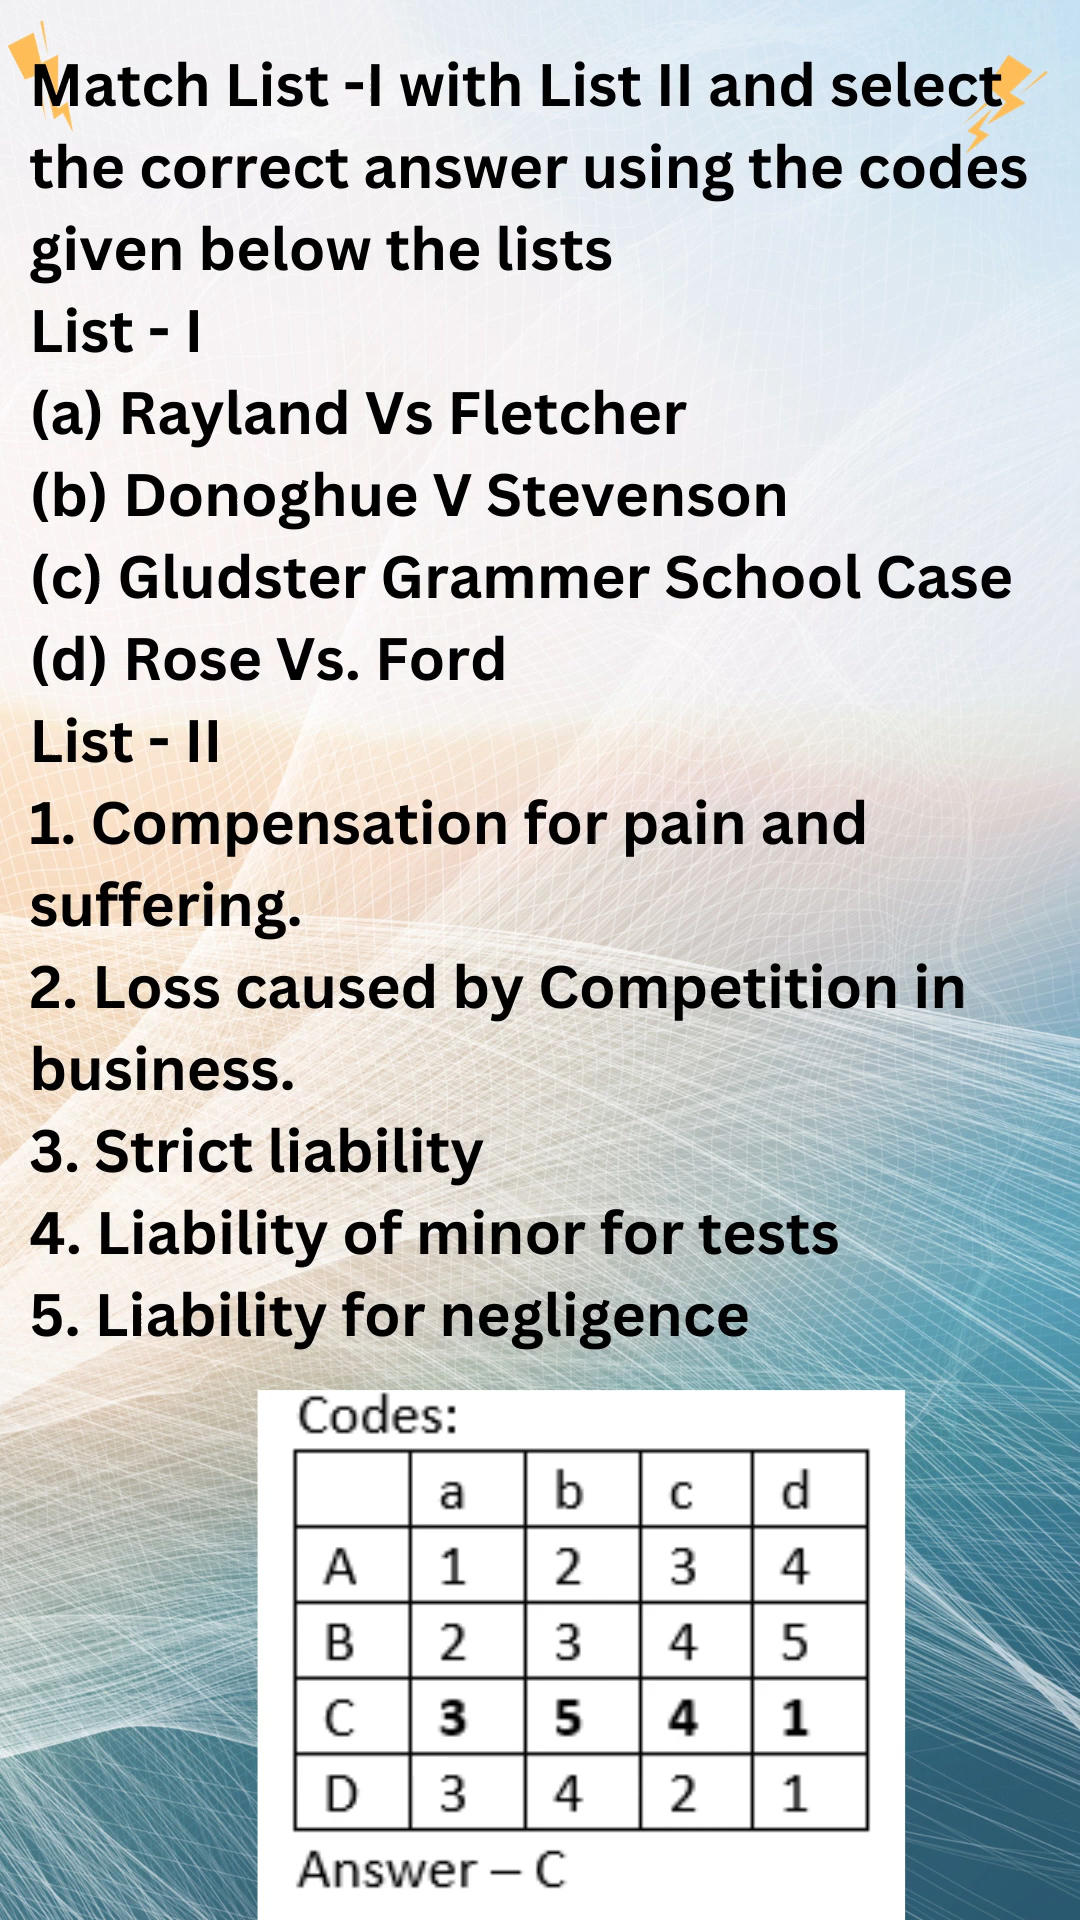 Match List -I with List II and select
the correct answer using the codes
given below the lists
List - I
(a) Rayland Vs Fletcher
(b) Donoghue V Stevenson
(c) Gludster Grammer School Case
(d) Rose Vs. Ford
List - II
1. Compensation for pain and
suffering.
2. Loss caused by Competition in
business.
3. Strict liability
4. Liability of minor for tests
5. Liability for negligence
Codes:
a b c d
A 1 2 3 4
B 2 3 4 5
C 3 5 4 1
D 3 4 2 1
Answer – C